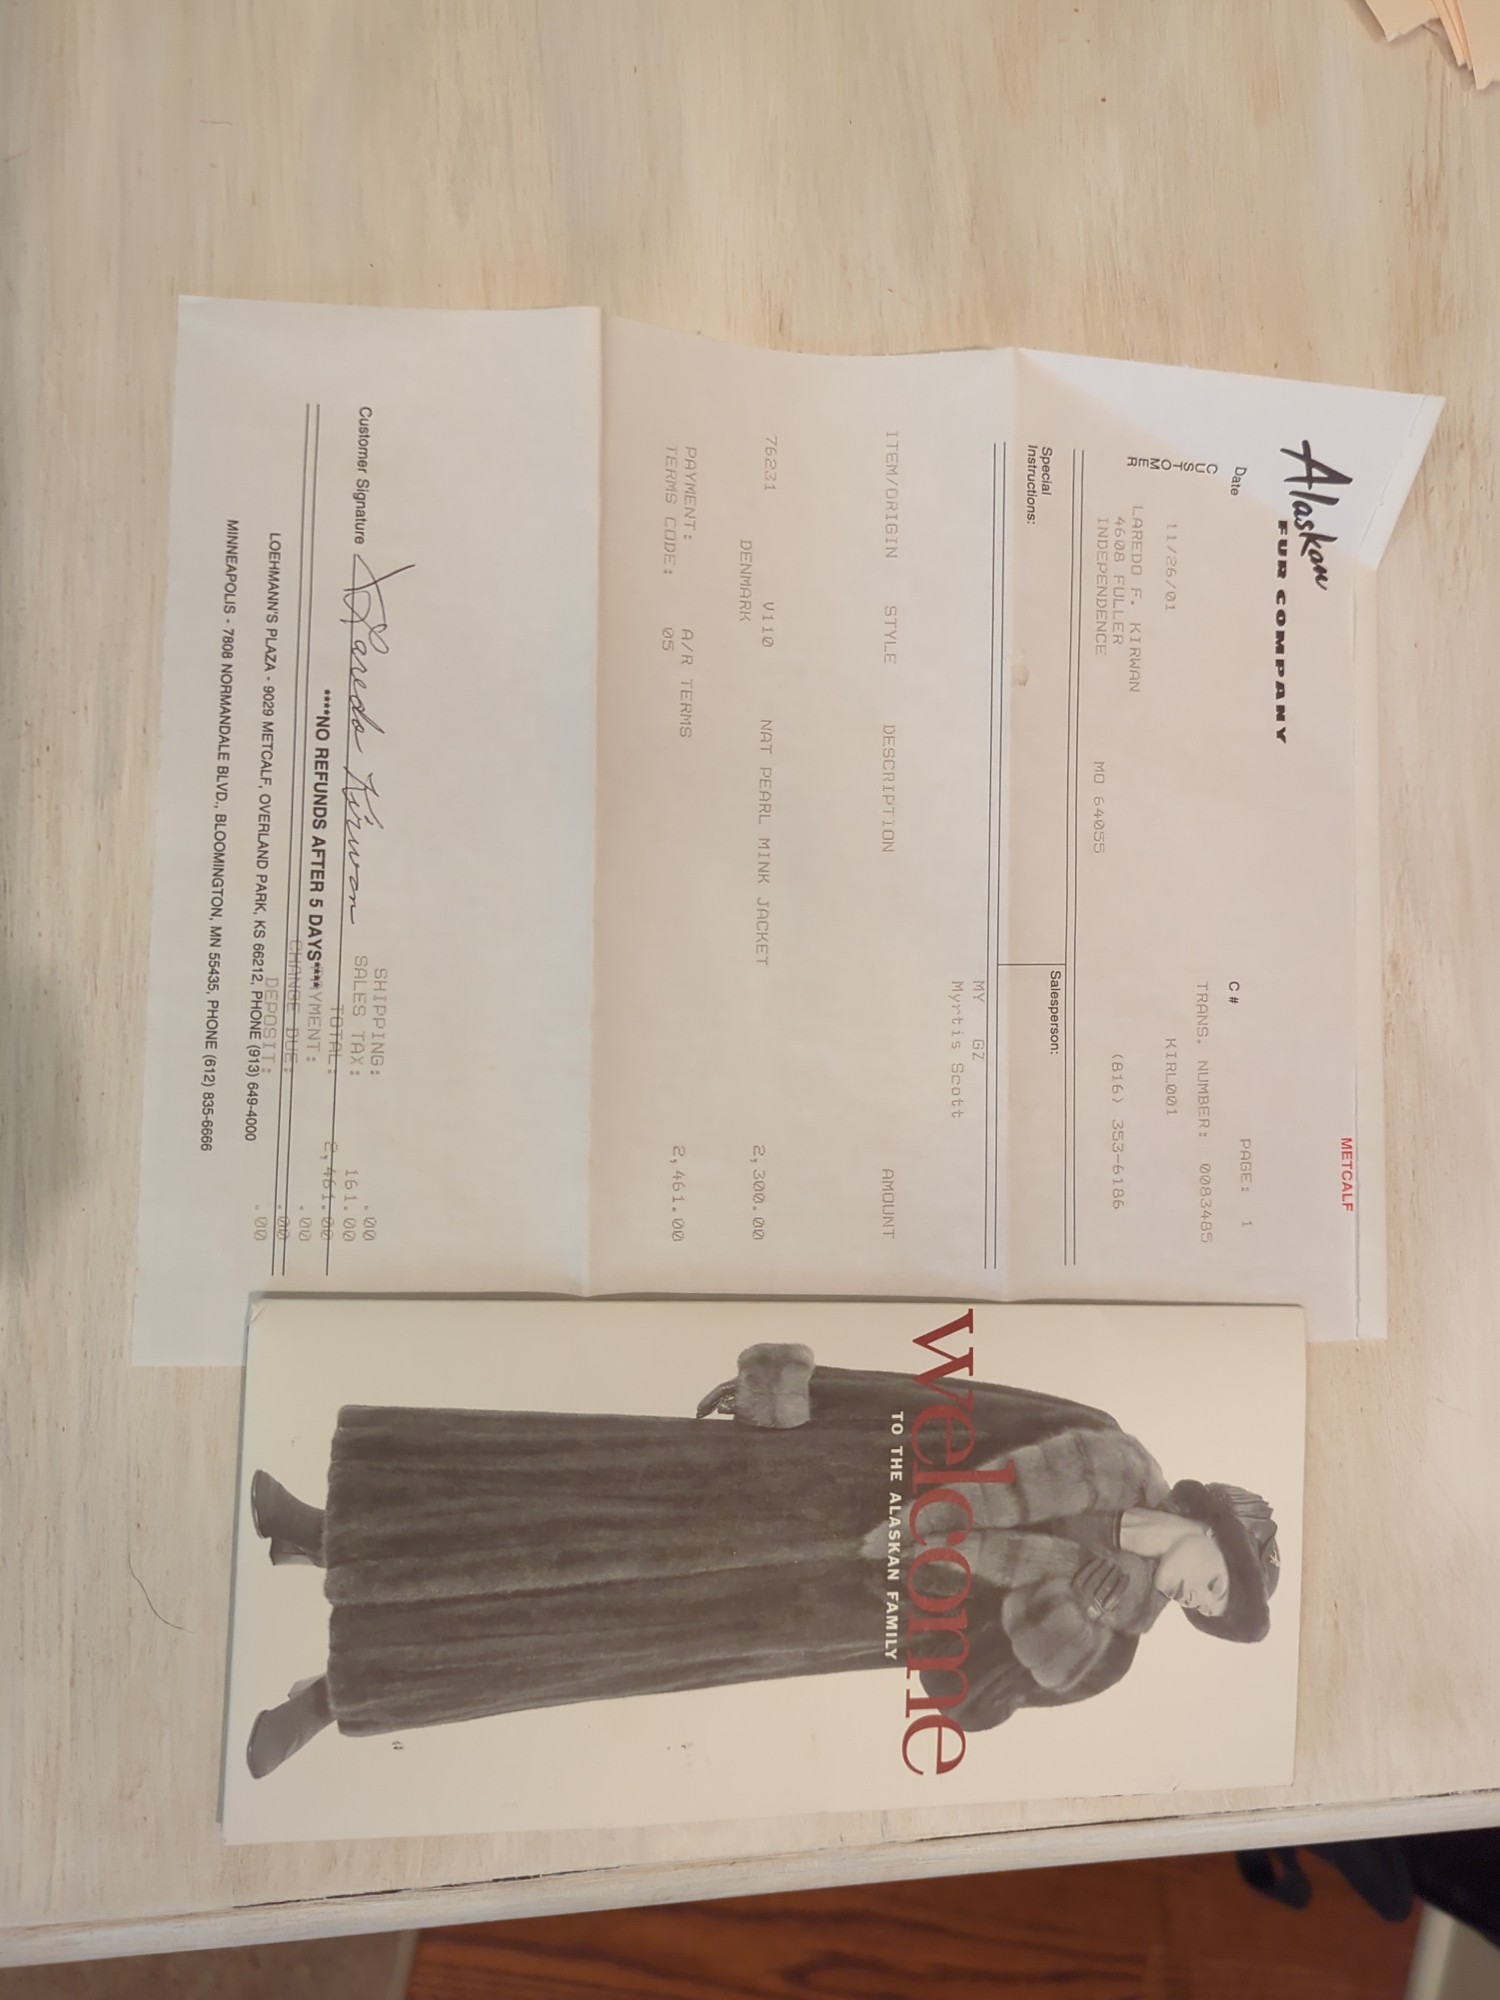 METCALF
Alaskan
FUR COMPANY
PAGE: 1
Date
C #
TRANS. NUMBER: 0083485
11/26/01
KIRL001
CUSTOMER
LAREDO F. KIRWAN
(816) 353-6186
4608 FULLER
INDEPENDENCE MO 64055
Special
Instructions:
Salesperson:
MY GZ
Myrtis Scott
ITEM/ORIGIN STYLE DESCRIPTION AMOUNT
76231 V110 NAT PEARL MINK JACKET 2,300.00
DENMARK
PAYMENT: A/R TERMS 2,461.00
TERMS CODE: 05
SHIPPING: .00
SALES TAX: 161.00
Customer Signature Laredo Kirwan
TOTAL: 2,461.00
****NO REFUNDS AFTER 5 DAYS****
PAYMENT: .00
CHANGE DUE: .00
DEPOSIT: .00
LOEHMANN'S PLAZA - 9029 METCALF, OVERLAND PARK, KS 66212, PHONE (913) 649-4000
MINNEAPOLIS - 7808 NORMANDALE BLVD., BLOOMINGTON, MN 55435, PHONE (612) 835-6666
welcome
TO THE ALASKAN FAMILY